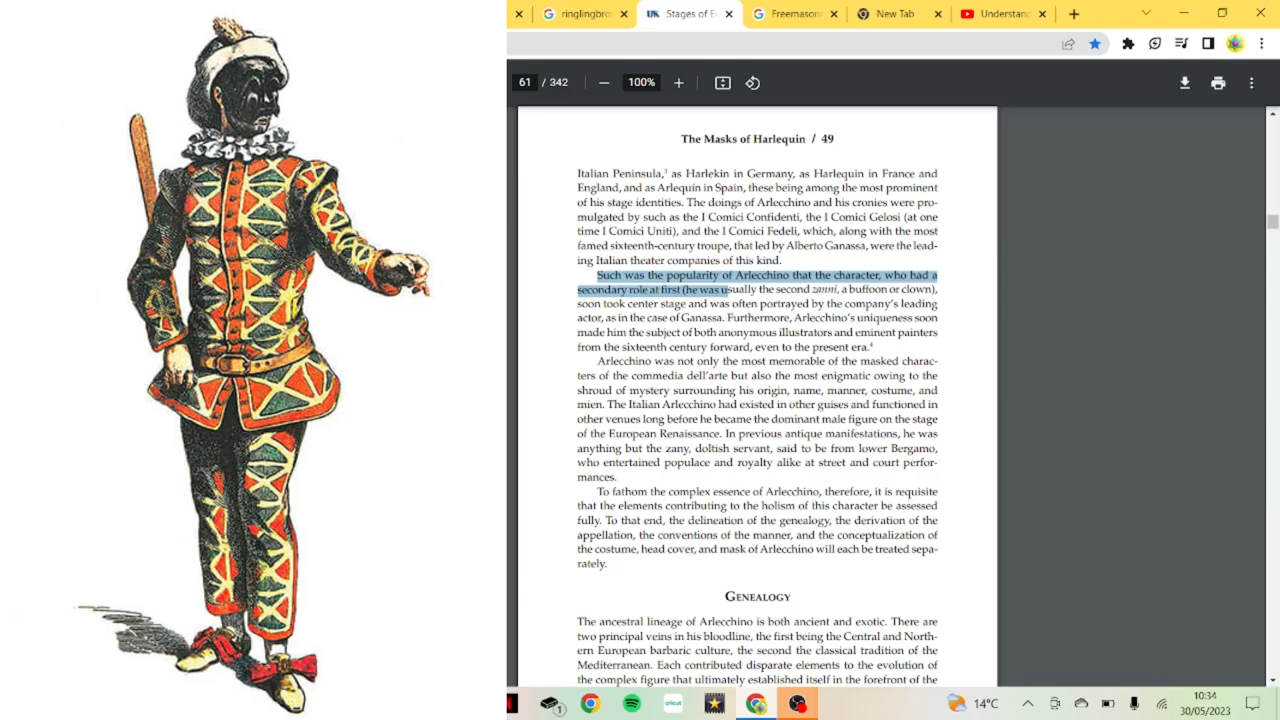 ringlingbro
Stages of E
Freemason
New Tab
Understan
61 / 342
100%
The Masks of Harlequin / 49
Italian Peninsula,³ as Harlekin in Germany, as Harlequin in France and
England, and as Arlequín in Spain, these being among the most prominent
of his stage identities. The doings of Arlecchino and his cronies were pro-
mulgated by such as the I Comici Confidenti, the I Comici Gelosi (at one
time I Comici Uniti), and the I Comici Fedeli, which, along with the most
famed sixteenth-century troupe, that led by Alberto Ganassa, were the lead-
ing Italian theater companies of this kind.
Such was the popularity of Arlecchino that the character, who had a
secondary role at first (he was usually the second zanni, a buffoon or clown),
soon took center stage and was often portrayed by the company's leading
actor, as in the case of Ganassa. Furthermore, Arlecchino's uniqueness soon
made him the subject of both anonymous illustrators and eminent painters
from the sixteenth century forward, even to the present era.⁴
Arlecchino was not only the most memorable of the masked charac-
ters of the commedia dell'arte but also the most enigmatic owing to the
shroud of mystery surrounding his origin, name, manner, costume, and
mien. The Italian Arlecchino had existed in other guises and functioned in
other venues long before he became the dominant male figure on the stage
of the European Renaissance. In previous antique manifestations, he was
anything but the zany, doltish servant, said to be from lower Bergamo,
who entertained populace and royalty alike at street and court perfor-
mances.
To fathom the complex essence of Arlecchino, therefore, it is requisite
that the elements contributing to the holism of this character be assessed
fully. To that end, the delineation of the genealogy, the derivation of the
appellation, the conventions of the manner, and the conceptualization of
the costume, head cover, and mask of Arlecchino will each be treated sepa-
rately.
GENEALOGY
The ancestral lineage of Arlecchino is both ancient and exotic. There are
two principal veins in his bloodline, the first being the Central and North-
ern European barbaric culture, the second the classical tradition of the
Mediterranean. Each contributed disparate elements to the evolution of
the complex figure that ultimately established itself in the forefront of the
1
cricut
14°C
10:34
30/05/2023